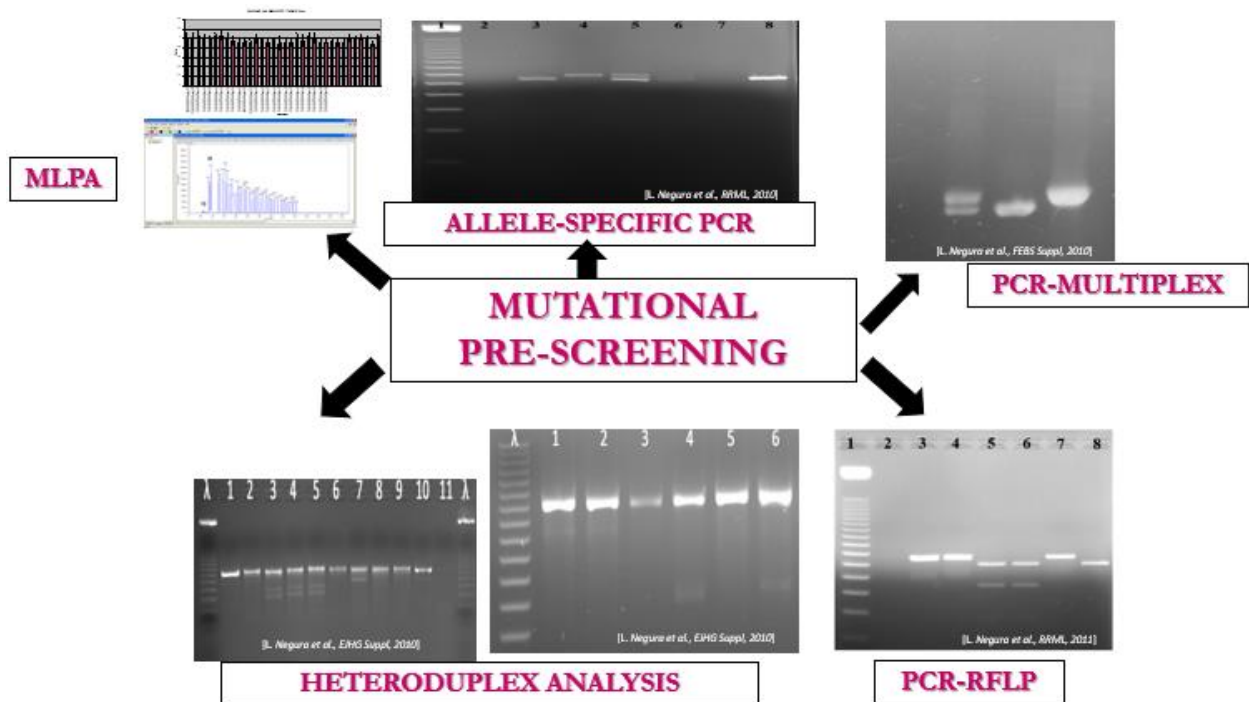 1 2 3 4 5 6 7 8
[L. Negura et al., RRML, 2010]
[L. Negura et al., FEBS Suppl, 2010]
MLPA
ALLELE-SPECIFIC PCR
PCR-MULTIPLEX
MUTATIONAL
PRE-SCREENING
λ 1 2 3 4 5 6 7 8 9 10 11 λ
[L. Negura et al., EJHG Suppl, 2010]
λ 1 2 3 4 5 6
[L. Negura et al., EJHG Suppl, 2010]
1 2 3 4 5 6 7 8
[L. Negura et al., RRML, 2011]
HETERODUPLEX ANALYSIS
PCR-RFLP